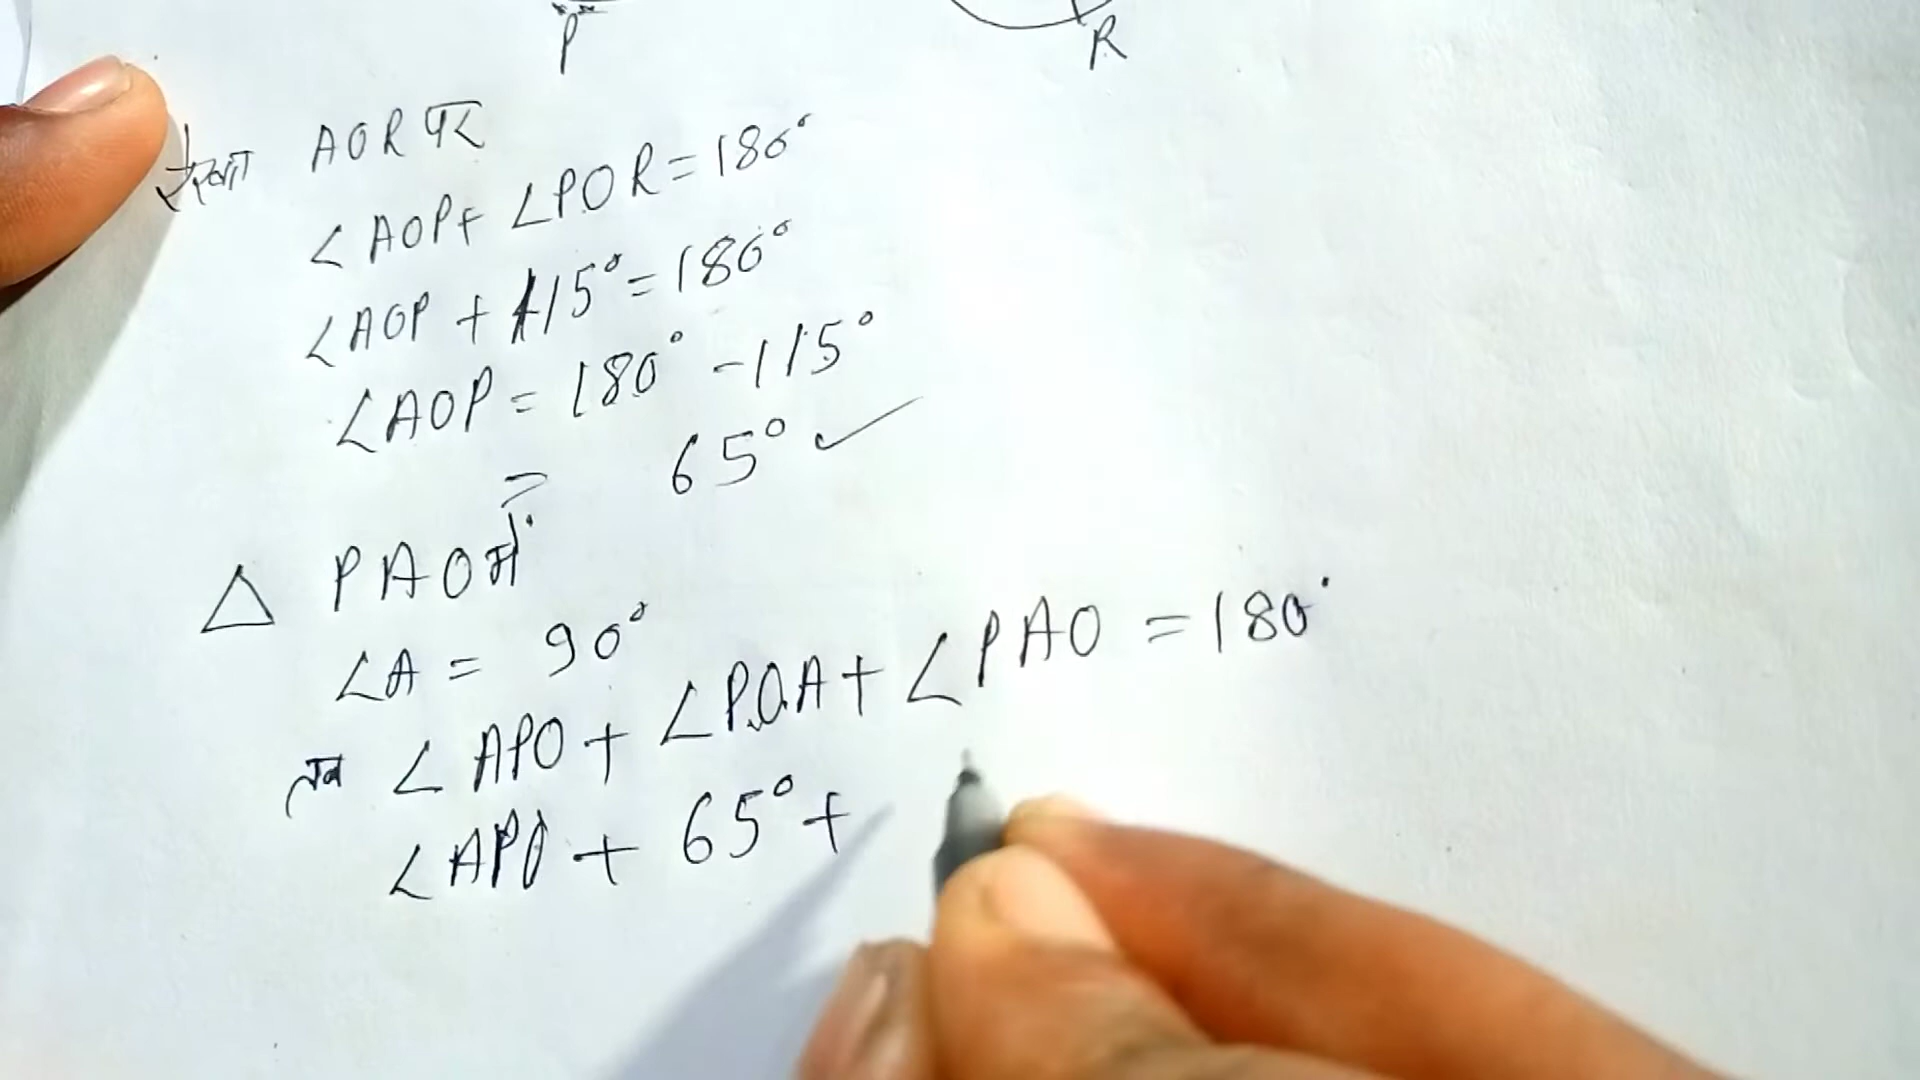 P R
रेखा AOR पर
∠AOP+ ∠POR = 180°
∠AOP + 115° = 180°
∠AOP = 180° - 115°
= 65° ✓
△ PAO में
∠A = 90°
तब ∠APO + ∠POA + ∠PAO = 180°
∠APO + 65° +